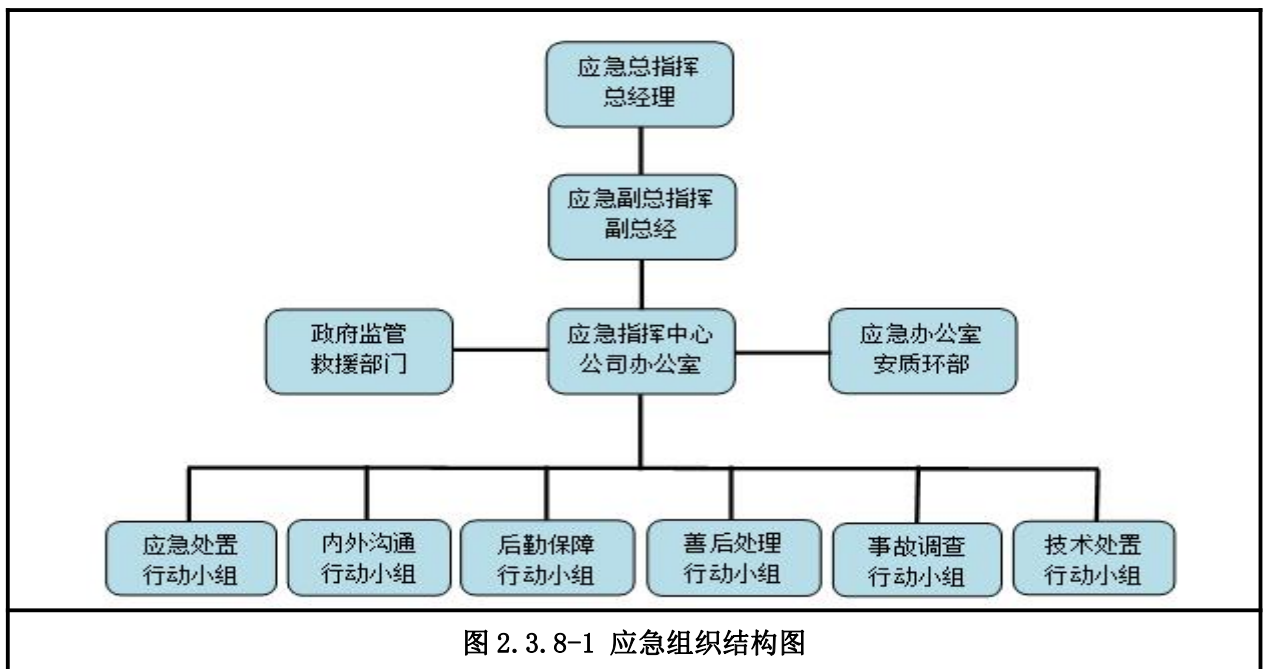 应急总指挥
总经理
应急副总指挥
副总经
政府监管
救援部门
应急指挥中心
公司办公室
应急办公室
安质环部
应急处置
行动小组
内外沟通
行动小组
后勤保障
行动小组
善后处理
行动小组
事故调查
行动小组
技术处置
行动小组
图 2.3.8-1 应急组织结构图